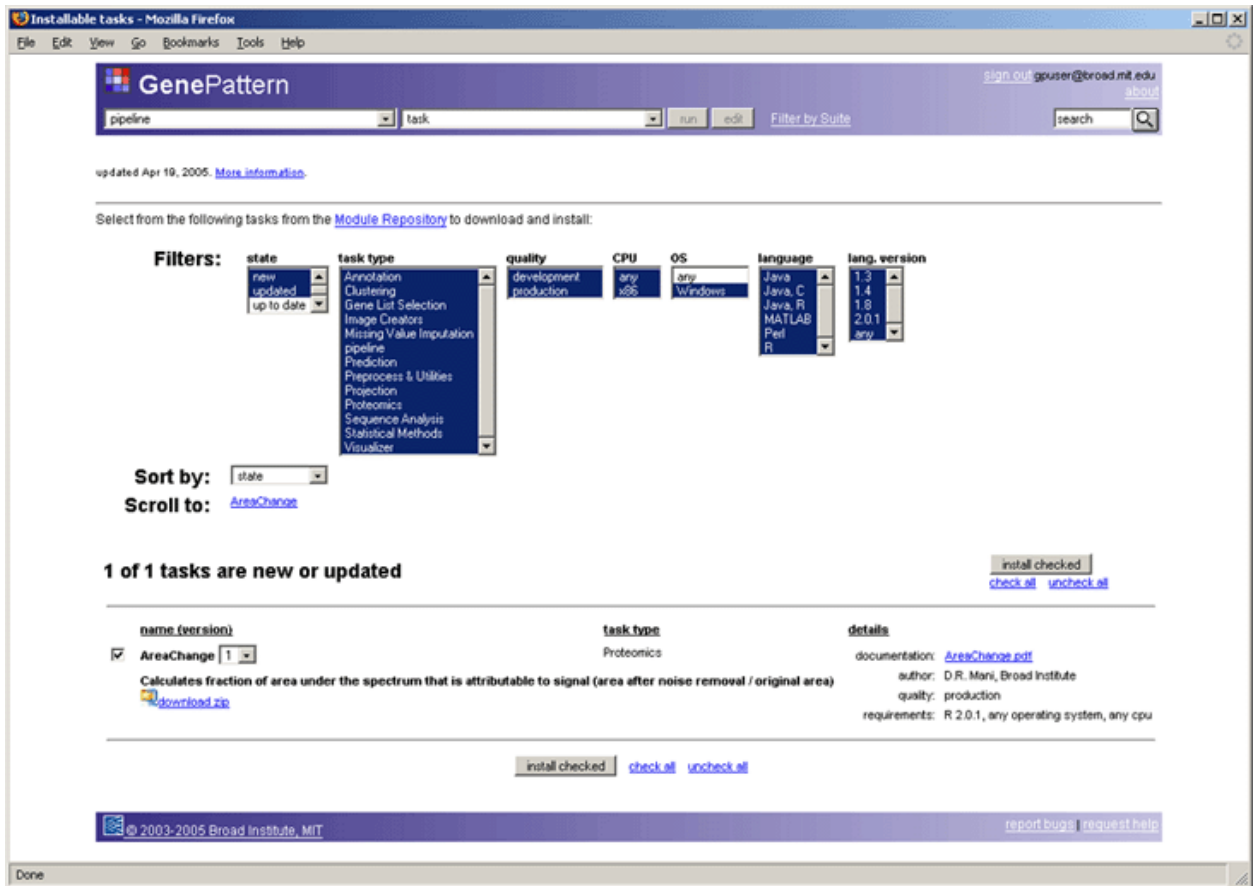 Installable tasks - Mozilla Firefox
File Edit View Go Bookmarks Tools Help
GenePattern
sign out gpuser@broad.mit.edu
about
pipeline task run edit Filter by Suite search
updated Apr 19, 2005. More information.
Select from the following tasks from the Module Repository to download and install:
Filters: state task type quality CPU OS language lang. version
new Annotation development any any Java 1.3
updated Clustering production x86 Windows Java, C 1.4
up to date Gene List Selection Java, R 1.8
Image Creators MATLAB 2.0.1
Missing Value Imputation Perl any
pipeline R
Prediction
Preprocess & Utilities
Projection
Proteomics
Sequence Analysis
Statistical Methods
Visualizer
Sort by: state
Scroll to: AreaChange
1 of 1 tasks are new or updated
install checked
check all uncheck all
name (version) task type details
AreaChange 1 Proteomics documentation: AreaChange.pdf
Calculates fraction of area under the spectrum that is attributable to signal (area after noise removal / original area) author: D.R. Mani, Broad Institute
download zip quality: production
requirements: R 2.0.1, any operating system, any cpu
install checked check all uncheck all
© 2003-2005 Broad Institute, MIT report bugs | request help
Done